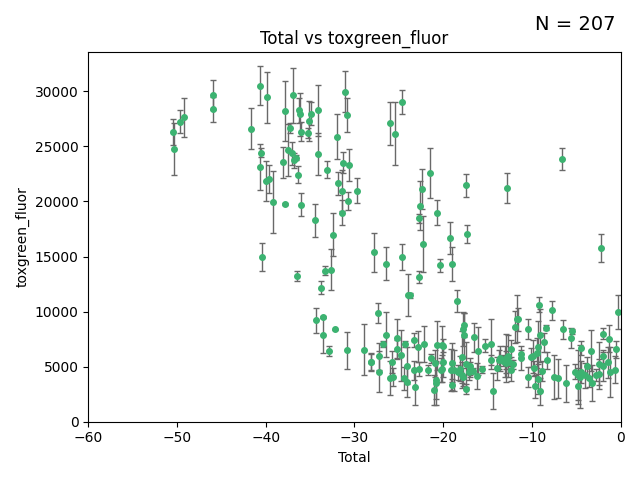 N = 207
Total vs toxgreen_fluor
toxgreen_fluor
30000
25000
20000
15000
10000
5000
0
−60 −50 −40 −30 −20 −10 0
Total